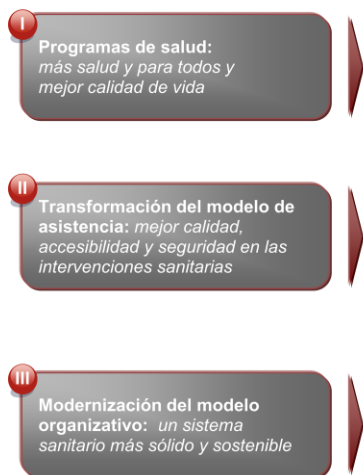 I
Programas de salud:
más salud y para todos y
mejor calidad de vida
II
Transformación del modelo de
asistencia: mejor calidad,
accesibilidad y seguridad en las
intervenciones sanitarias
III
Modernización del modelo
organizativo: un sistema
sanitario más sólido y sostenible